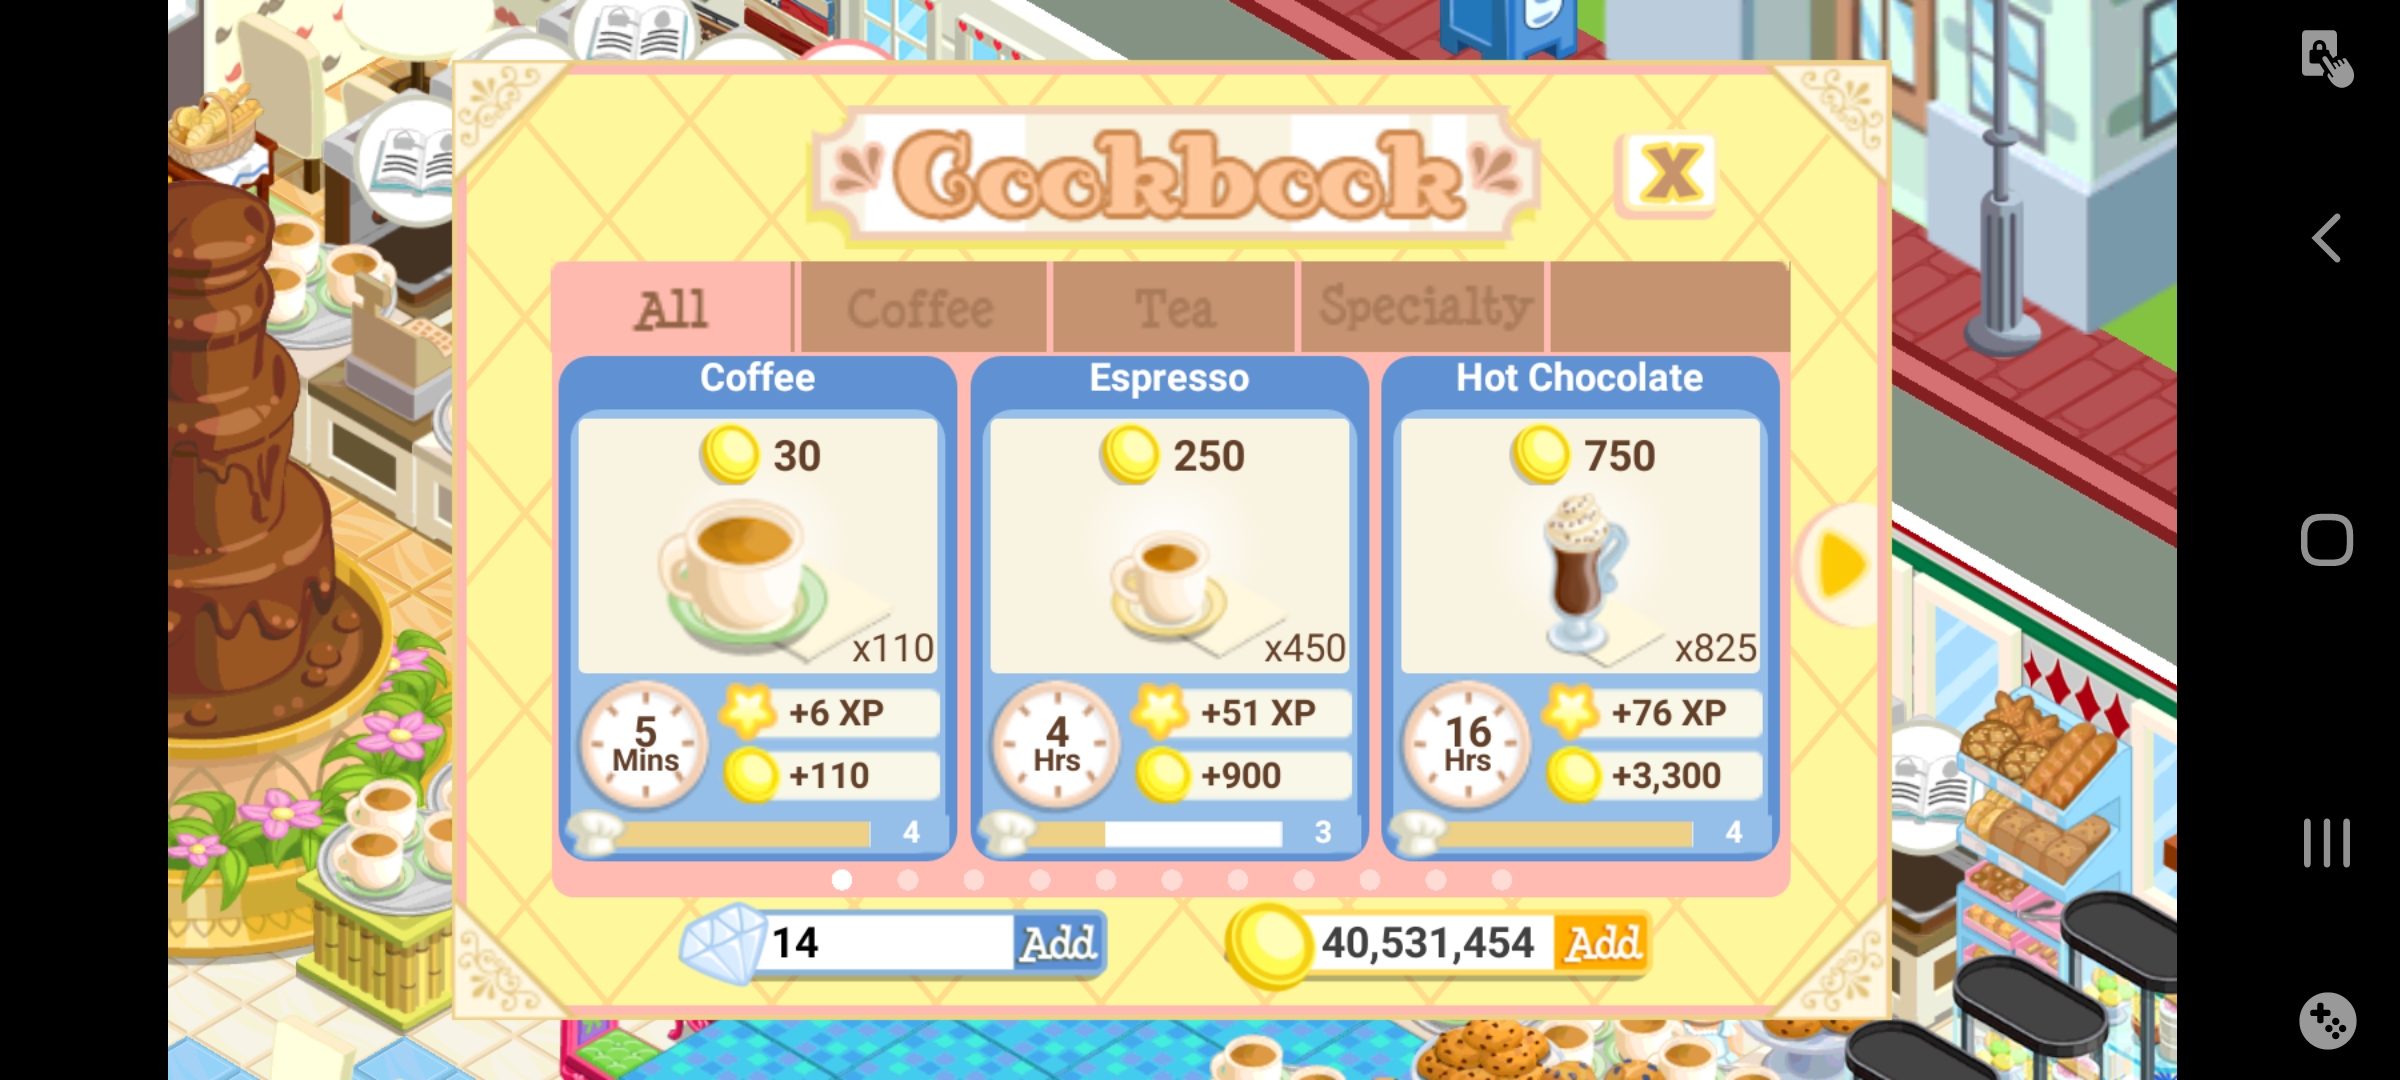 Cookbook
X
All
Coffee
Tea
Specialty
Coffee
30
x110
5
Mins
+6 XP
+110
4
Espresso
250
x450
4
Hrs
+51 XP
+900
3
Hot Chocolate
750
x825
16
Hrs
+76 XP
+3,300
4
14
Add
40,531,454
Add